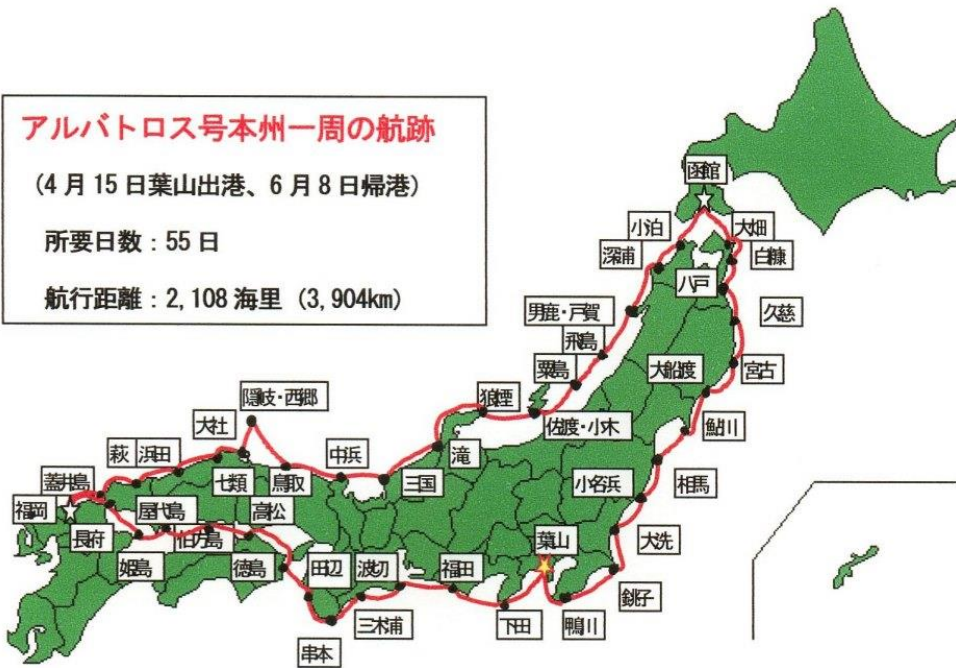 アルバトロス号本州一周の航跡
(4月15日葉山出港、6月8日帰港)
所要日数:55日
航行距離:2,108海里(3,904km)
函館
小泊
大畑
深浦
白糠
八戸
男鹿・戸賀
久慈
飛島
粟島
大船渡
宮古
隠岐・西郷
狼煙
佐渡・小木
鮎川
大社
中浜
滝
萩
浜田
七類
鳥取
三国
小名浜
相馬
蓋井島
福岡
屋代島
高松
長府
伯方島
葉山
大洗
姫島
徳島
田辺
波切
福田
銚子
三木浦
下田
鴨川
串本